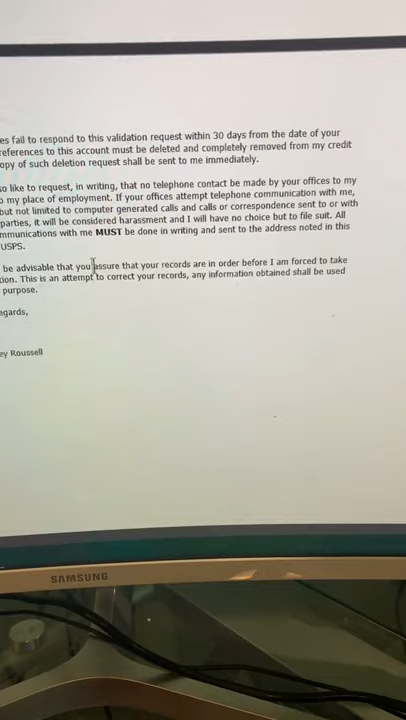 es fail to respond to this validation request within 30 days from the date of your
references to this account must be deleted and completely removed from my credit
opy of such deletion request shall be sent to me immediately.
so like to request, in writing, that no telephone contact be made by your offices to my
o my place of employment. If your offices attempt telephone communication with me,
but not limited to computer generated calls and calls or correspondence sent to or with
parties, it will be considered harassment and I will have no choice but to file suit. All
mmunications with me MUST be done in writing and sent to the address noted in this
USPS.
be advisable that you assure that your records are in order before I am forced to take
tion. This is an attempt to correct your records, any information obtained shall be used
purpose.
egards,
ey Roussell
SAMSUNG